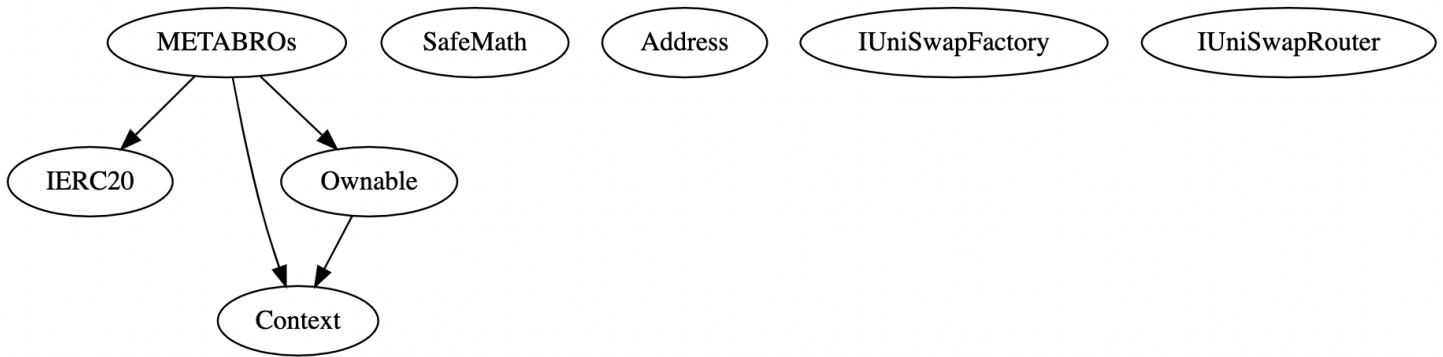 METABROs
SafeMath
Address
IUniSwapFactory
IUniSwapRouter
IERC20
Ownable
Context